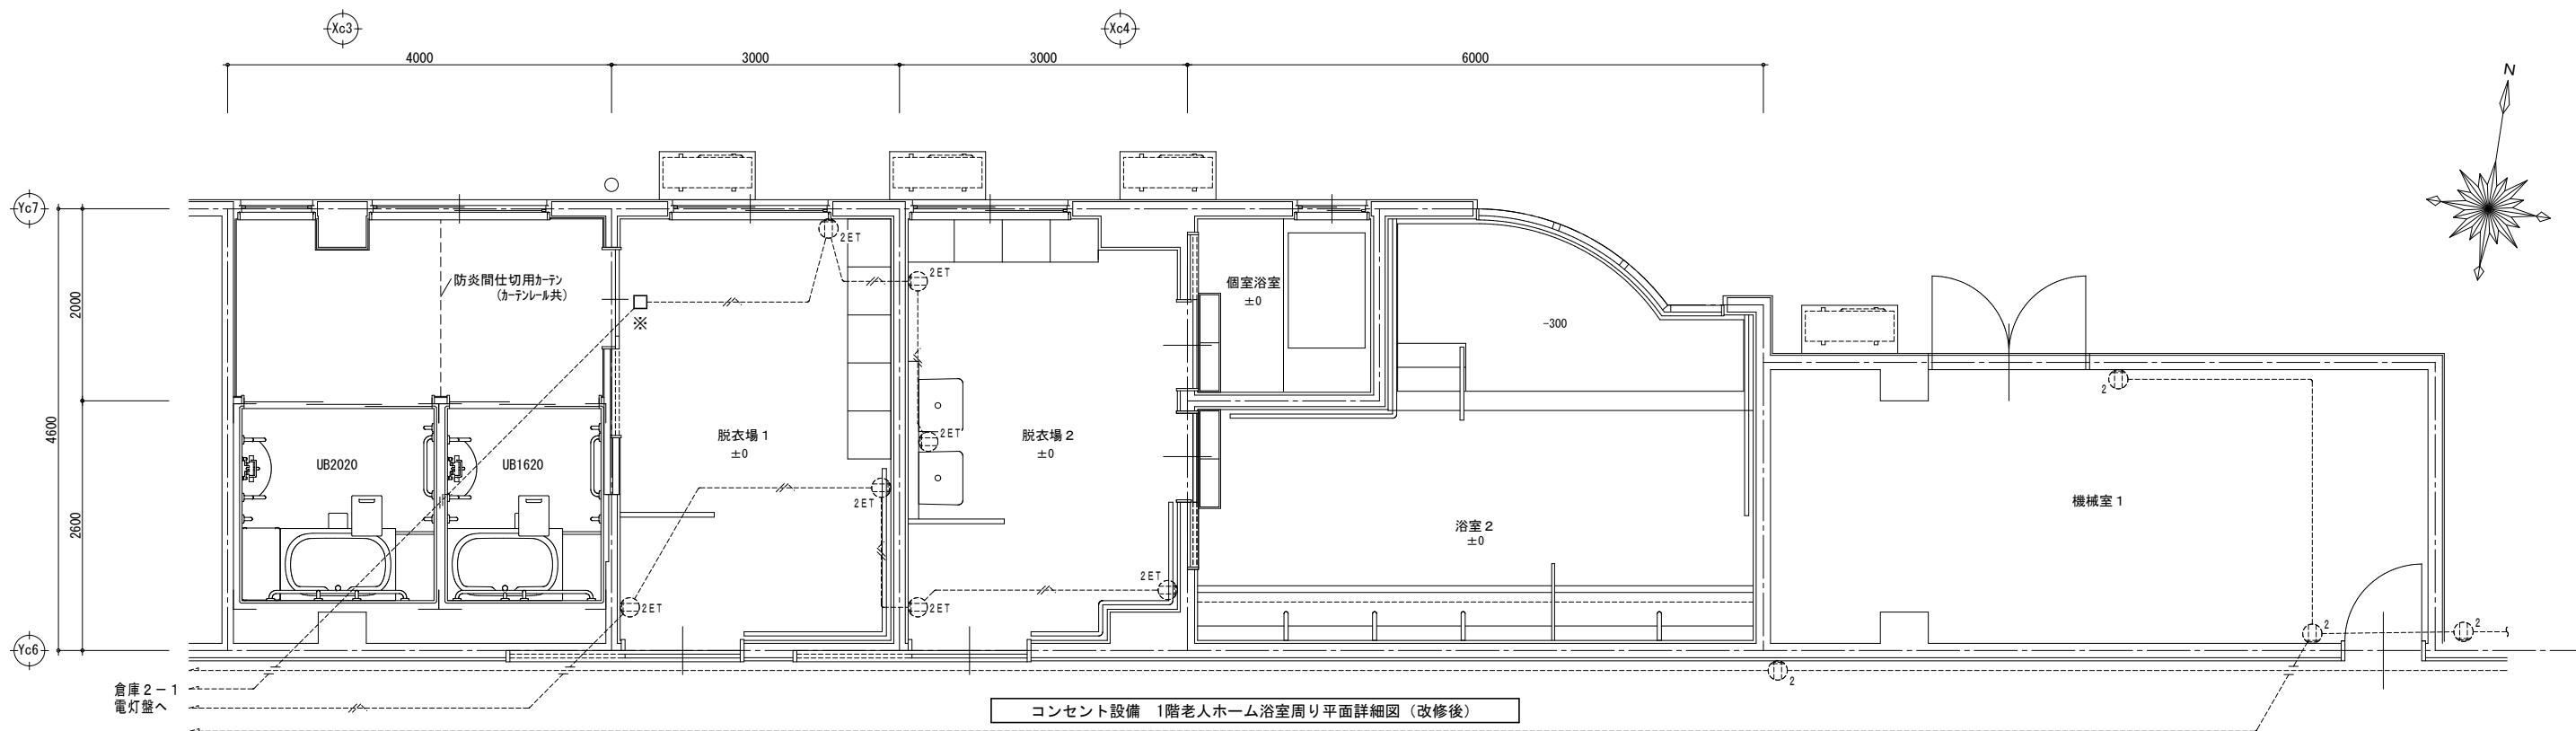 Xc3
Xc4
4000
3000
3000
6000
N
Yc7
2ET
2ET
防炎間仕切用ｶｰﾃﾝ
(ｶｰﾃﾝﾚｰﾙ共)
個室浴室
±0
2000
※
-300
2
4600
脱衣場１
±0
2ET
脱衣場２
±0
UB2020
UB1620
2ET
機械室１
2600
浴室２
±0
2ET
2ET
2ET
2
2
Yc6
2
倉庫２－１
電灯盤へ
コンセント設備　1階老人ホーム浴室周り平面詳細図（改修後）